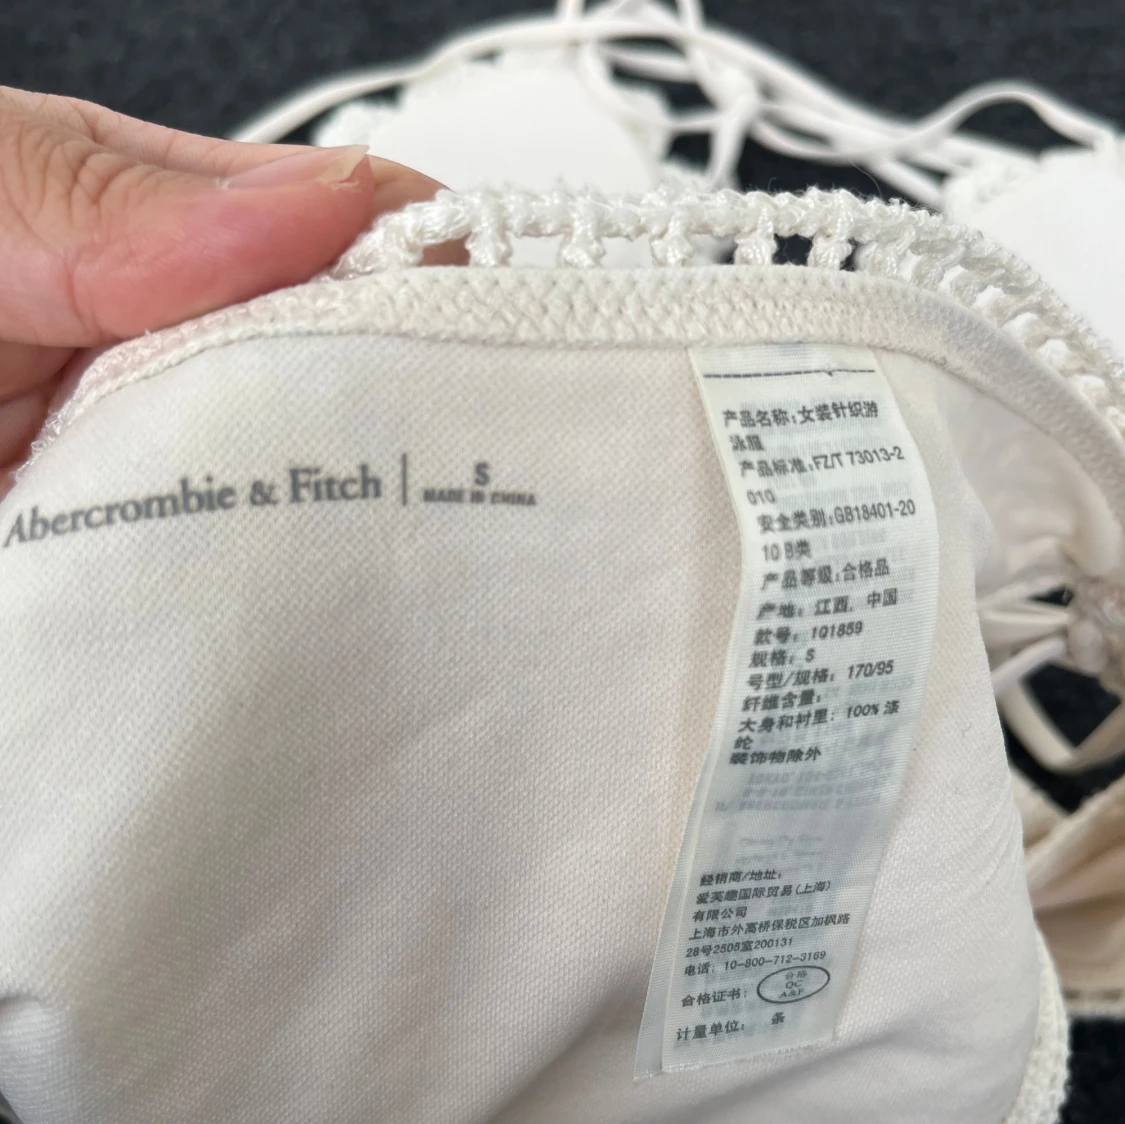 Abercrombie & Fitch
S
MADE IN CHINA
产品名称：女装针织游
泳服
产品标准：FZ/T 73013-2
010
安全类别：GB18401-20
10 B类
产品等级：合格品
产地：江西，中国
款号：101859
规格：S
号型/规格：170/95
纤维含量：
大身和衬里：100% 涤
纶
装饰物除外
经销商/地址：
爱芙趣国际贸易(上海)
有限公司
上海市外高桥保税区加枫路
28号2505室200131
电话：10-800-712-3169
合格证书：
合格
QC
A&F
计量单位：条